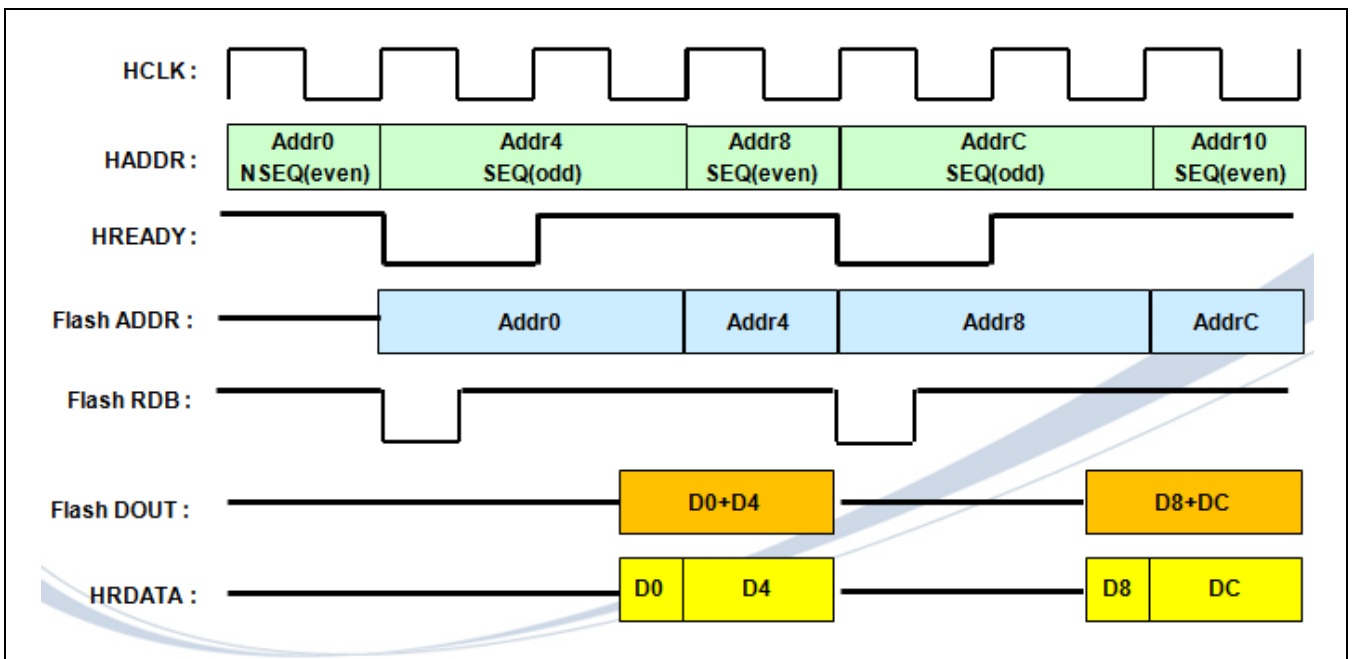 HCLK :
HADDR :
Addr0
NSEQ(even)
Addr4
SEQ(odd)
Addr8
SEQ(even)
AddrC
SEQ(odd)
Addr10
SEQ(even)
HREADY :
Flash ADDR :
Addr0
Addr4
Addr8
AddrC
Flash RDB :
Flash DOUT :
D0+D4
D8+DC
HRDATA :
D0
D4
D8
DC